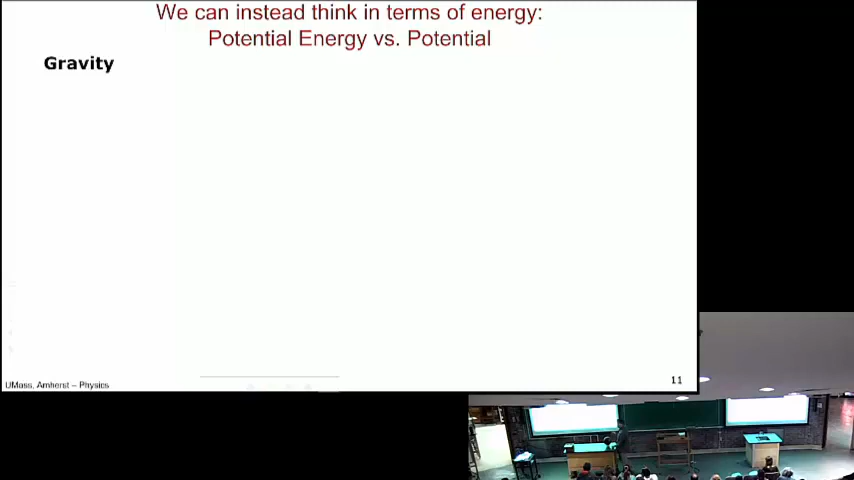 We can instead think in terms of energy:
Potential Energy vs. Potential
Gravity
UMass, Amherst – Physics
11